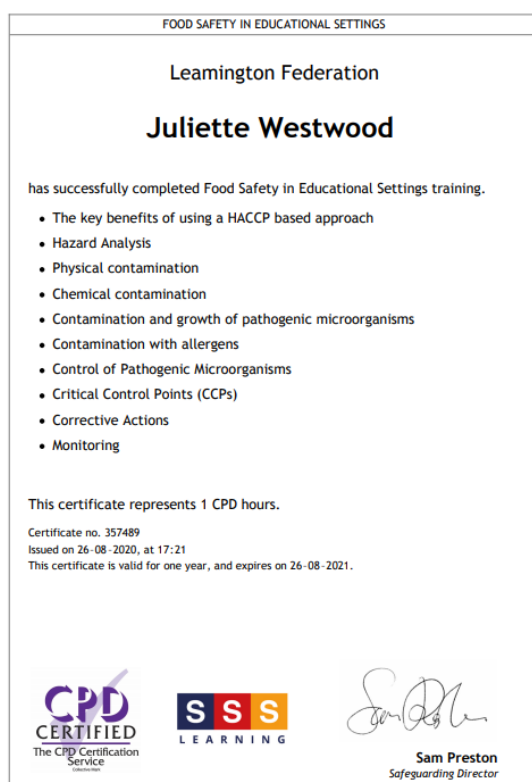 FOOD SAFETY IN EDUCATIONAL SETTINGS
Leamington Federation
Juliette Westwood
has successfully completed Food Safety in Educational Settings training.
• The key benefits of using a HACCP based approach
• Hazard Analysis
• Physical contamination
• Chemical contamination
• Contamination and growth of pathogenic microorganisms
• Contamination with allergens
• Control of Pathogenic Microorganisms
• Critical Control Points (CCPs)
• Corrective Actions
• Monitoring
This certificate represents 1 CPD hours.
Certificate no. 357489
Issued on 26-08-2020, at 17:21
This certificate is valid for one year, and expires on 26-08-2021.
CPD
CERTIFIED
The CPD Certification
Service
Collective Mark
SSS
LEARNING
Sam Preston
Safeguarding Director